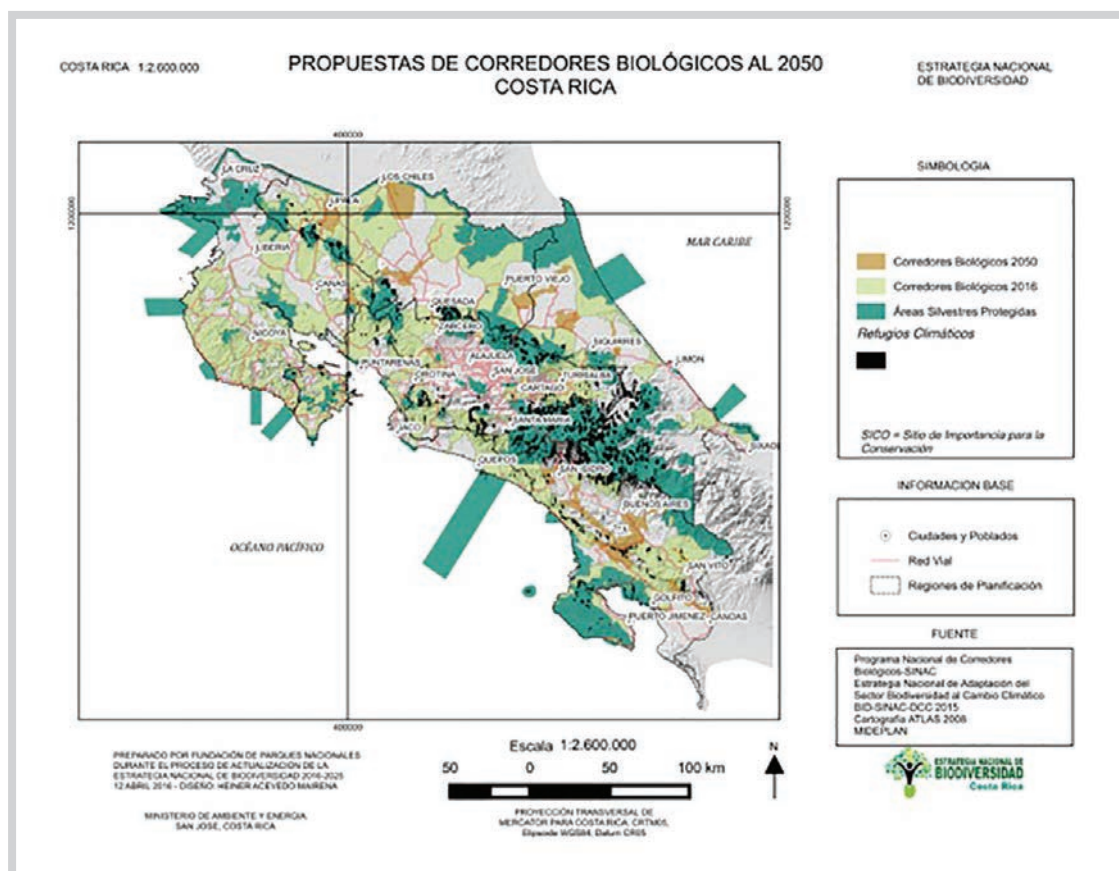 COSTA RICA 1:2.600.000
PROPUESTAS DE CORREDORES BIOLÓGICOS AL 2050
COSTA RICA
ESTRATEGIA NACIONAL
DE BIODIVERSIDAD
400000
1200000
1200000
LA CRUZ
LOS CHILES
UPALA
MAR CARIBE
LIBERIA
PUERTO VIEJO
CAÑAS
QUESADA
ZARCERO
SIQUIRRES
NICOYA
LIMON
ALAJUELA
PUNTARENAS
SAN JOSE
OROTINA
TURRIALBA
CARTAGO
SANTA MARIA
JACO
QUEPOS
SAN ISIDRO
BUENOS AIRES
OCÉANO PACÍFICO
SAN VITO
GOLFITO
PUERTO JIMENEZ
400000
SIMBOLOGIA
Corredores Biológicos 2050
Corredores Biológicos 2016
Áreas Silvestres Protegidas
Refugios Climáticos
SICO = Sitio de Importancia para la
Conservación
INFORMACION BASE
Ciudades y Poblados
Red Vial
Regiones de Planificación
FUENTE
Programa Nacional de Corredores
Biológicos-SINAC
Estrategia Nacional de Adaptación del
Sector Biodiversidad al Cambio Climático
BID-SINAC-DCC 2015
Cartografía ATLAS 2008
MIDEPLAN
ESTRATEGIA NACIONAL DE
BIODIVERSIDAD
Costa Rica
PREPARADO POR FUNDACIÓN DE PARQUES NACIONALES
DURANTE EL PROCESO DE ACTUALIZACION DE LA
ESTRATEGIA NACIONAL DE BIODIVERSIDAD 2016-2025
12 ABRIL 2016 - DISEÑO: HEINER ACEVEDO MAIRENA
MINISTERIO DE AMBIENTE Y ENERGIA
SAN JOSE, COSTA RICA
Escala 1:2.600.000
50 0 50 100 km
N
PROYECCIÓN TRANSVERSAL DE
MERCATOR PARA COSTA RICA, CRTM05,
WGS84, Datum CR05